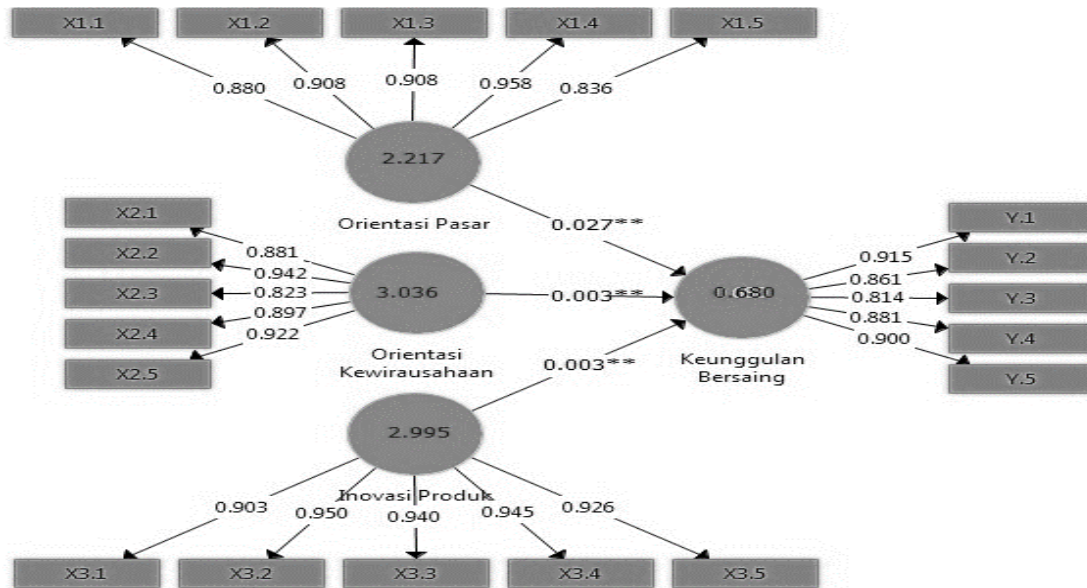 X1.1 X1.2 X1.3 X1.4 X1.5
0.880 0.908 0.908 0.958 0.836
2.217
Orientasi Pasar
X2.1
X2.2
X2.3
X2.4
X2.5
0.881
0.942
0.823
0.897
0.922
3.036
Orientasi
Kewirausahaan
0.027**
0.003**
0.003**
0.680
Keunggulan
Bersaing
0.915
0.861
0.814
0.881
0.900
Y.1
Y.2
Y.3
Y.4
Y.5
2.995
Inovasi Produk
0.903 0.950 0.940 0.945 0.926
X3.1 X3.2 X3.3 X3.4 X3.5